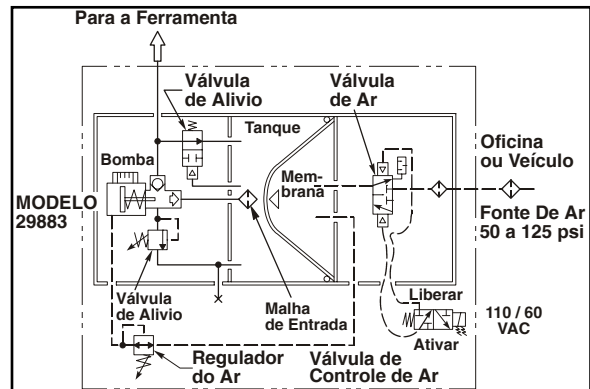 Para a Ferramenta
Válvula
de Alivio
Válvula
de Ar
Tanque
Oficina
ou Veículo
Bomba
Mem-
brana
MODELO
29883
Fonte De Ar
50 a 125 psi
Válvula
de Alivio
Malha
de Entrada
Liberar
110 / 60
VAC
Ativar
Regulador
do Ar
Válvula de
Controle de Ar